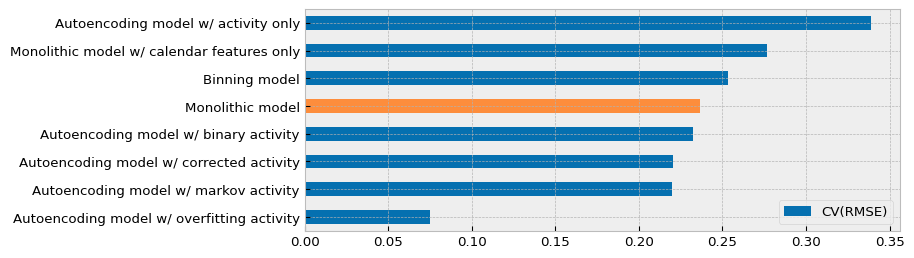 Autoencoding model w/ activity only
Monolithic model w/ calendar features only
Binning model
Monolithic model
Autoencoding model w/ binary activity
Autoencoding model w/ corrected activity
Autoencoding model w/ markov activity
Autoencoding model w/ overfitting activity
CV(RMSE)
0.00 0.05 0.10 0.15 0.20 0.25 0.30 0.35